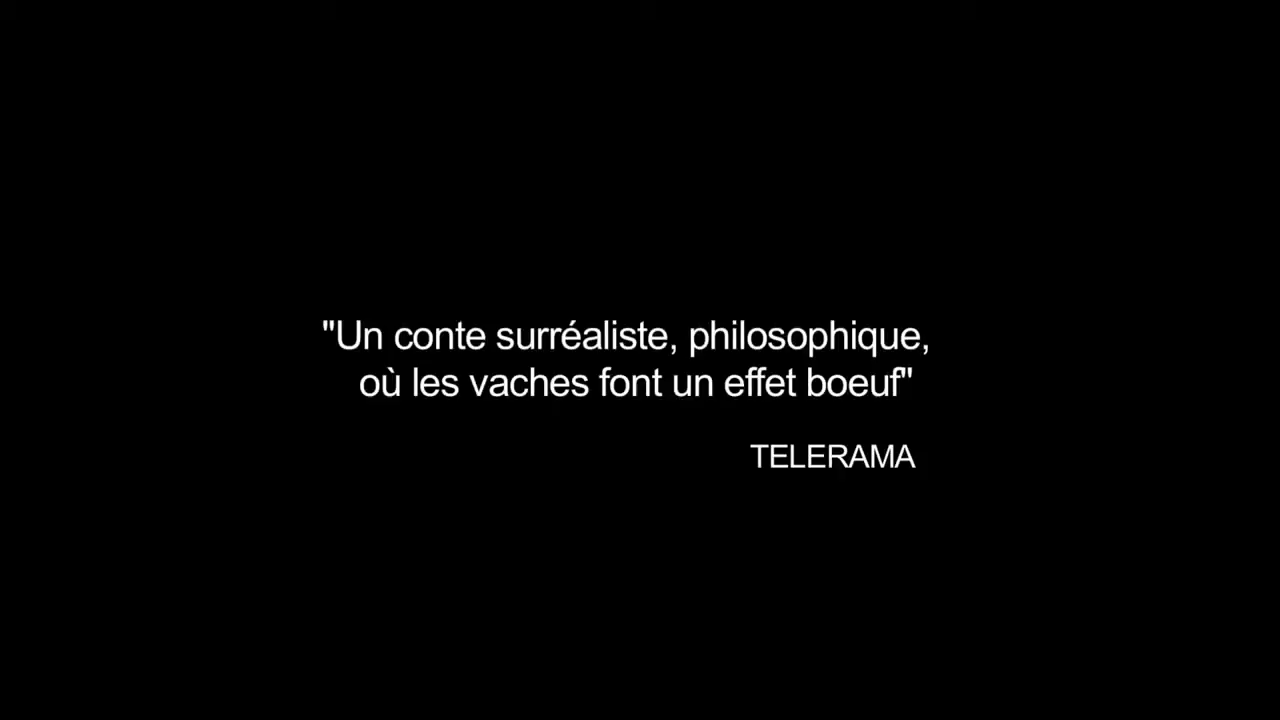 "Un conte surréaliste, philosophique,
où les vaches font un effet boeuf"
TELERAMA